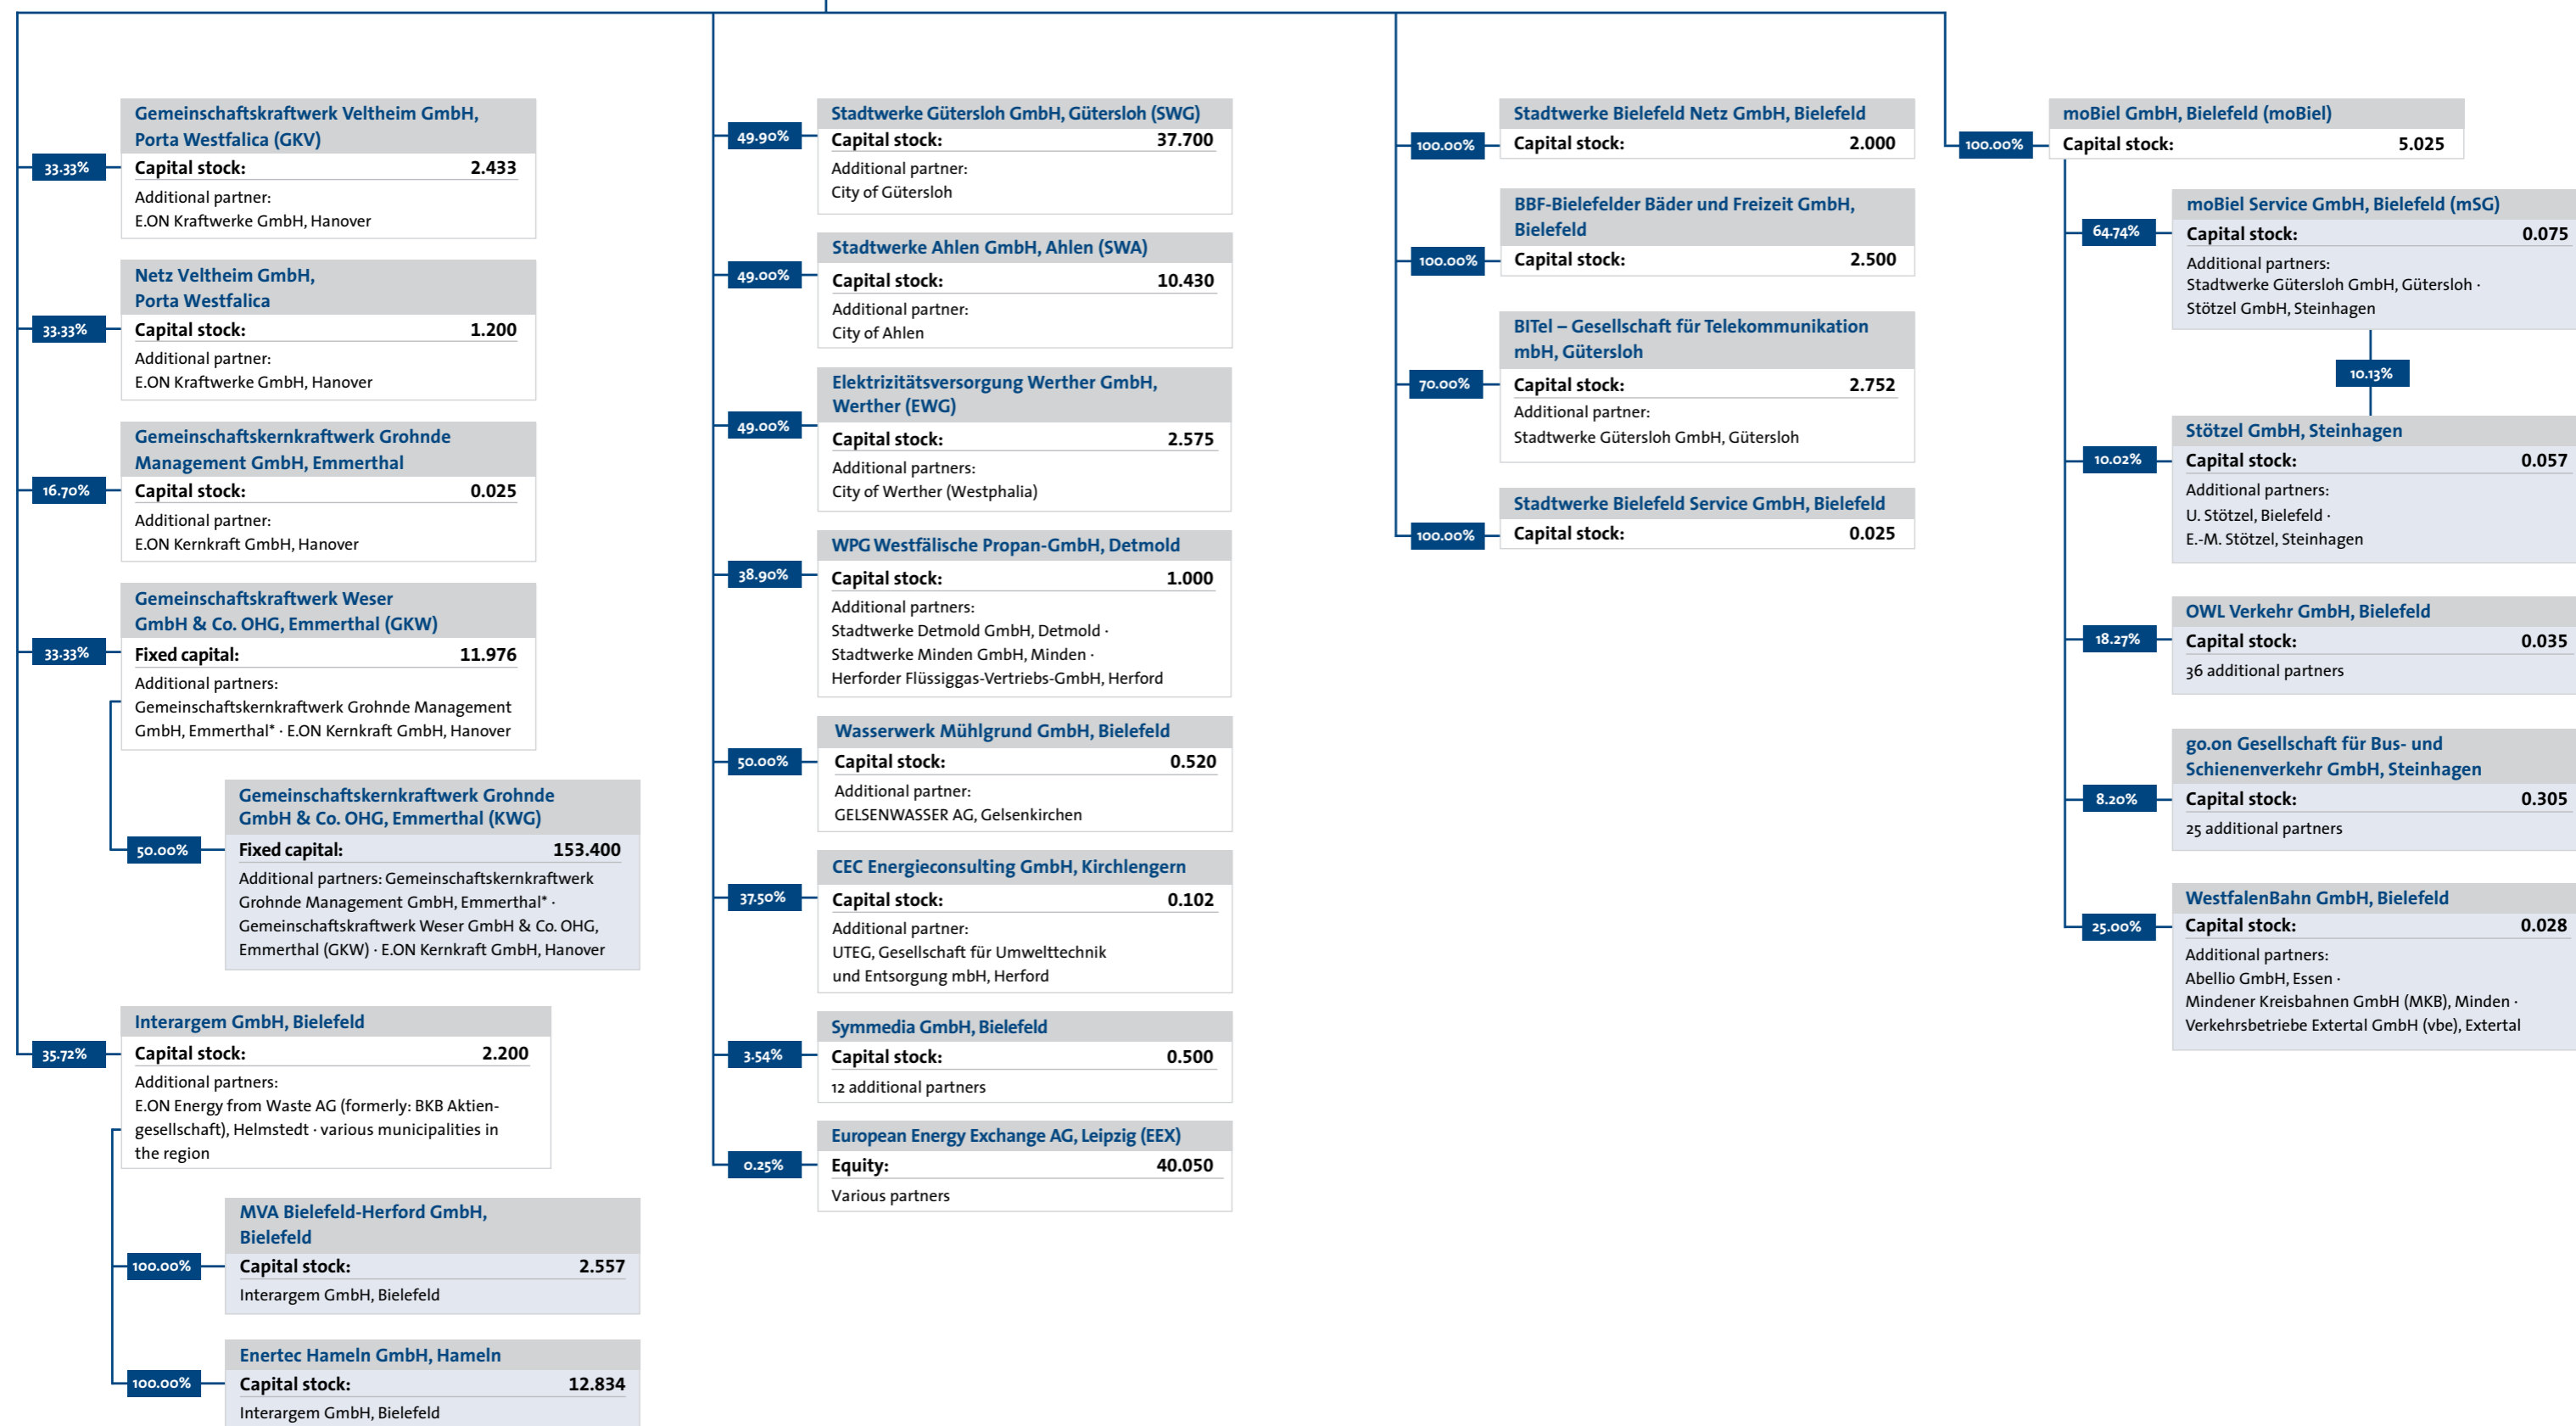 33.33%
Gemeinschaftskraftwerk Veltheim GmbH,
Porta Westfalica (GKV)
Capital stock: 2.433
Additional partner:
E.ON Kraftwerke GmbH, Hanover
33.33%
Netz Veltheim GmbH,
Porta Westfalica
Capital stock: 1.200
Additional partner:
E.ON Kraftwerke GmbH, Hanover
16.70%
Gemeinschaftskernkraftwerk Grohnde
Management GmbH, Emmerthal
Capital stock: 0.025
Additional partner:
E.ON Kernkraft GmbH, Hanover
33.33%
Gemeinschaftskraftwerk Weser
GmbH & Co. OHG, Emmerthal (GKW)
Fixed capital: 11.976
Additional partners:
Gemeinschaftskernkraftwerk Grohnde Management
GmbH, Emmerthal* · E.ON Kernkraft GmbH, Hanover
50.00%
Gemeinschaftskernkraftwerk Grohnde
GmbH & Co. OHG, Emmerthal (KWG)
Fixed capital: 153.400
Additional partners: Gemeinschaftskernkraftwerk
Grohnde Management GmbH, Emmerthal* ·
Gemeinschaftskraftwerk Weser GmbH & Co. OHG,
Emmerthal (GKW) · E.ON Kernkraft GmbH, Hanover
35.72%
Interargem GmbH, Bielefeld
Capital stock: 2.200
Additional partners:
E.ON Energy from Waste AG (formerly: BKB Aktien-
gesellschaft), Helmstedt · various municipalities in
the region
100.00%
MVA Bielefeld-Herford GmbH,
Bielefeld
Capital stock: 2.557
Interargem GmbH, Bielefeld
100.00%
Enertec Hameln GmbH, Hameln
Capital stock: 12.834
Interargem GmbH, Bielefeld
49.90%
Stadtwerke Gütersloh GmbH, Gütersloh (SWG)
Capital stock: 37.700
Additional partner:
City of Gütersloh
49.00%
Stadtwerke Ahlen GmbH, Ahlen (SWA)
Capital stock: 10.430
Additional partner:
City of Ahlen
49.00%
Elektrizitätsversorgung Werther GmbH,
Werther (EWG)
Capital stock: 2.575
Additional partners:
City of Werther (Westphalia)
38.90%
WPG Westfälische Propan-GmbH, Detmold
Capital stock: 1.000
Additional partners:
Stadtwerke Detmold GmbH, Detmold ·
Stadtwerke Minden GmbH, Minden ·
Herforder Flüssiggas-Vertriebs-GmbH, Herford
50.00%
Wasserwerk Mühlgrund GmbH, Bielefeld
Capital stock: 0.520
Additional partner:
GELSENWASSER AG, Gelsenkirchen
37.50%
CEC Energieconsulting GmbH, Kirchlengern
Capital stock: 0.102
Additional partner:
UTEG, Gesellschaft für Umwelttechnik
und Entsorgung mbH, Herford
3.54%
Symmedia GmbH, Bielefeld
Capital stock: 0.500
12 additional partners
0.25%
European Energy Exchange AG, Leipzig (EEX)
Equity: 40.050
Various partners
100.00%
Stadtwerke Bielefeld Netz GmbH, Bielefeld
Capital stock: 2.000
100.00%
BBF-Bielefelder Bäder und Freizeit GmbH,
Bielefeld
Capital stock: 2.500
70.00%
BITel – Gesellschaft für Telekommunikation
mbH, Gütersloh
Capital stock: 2.752
Additional partner:
Stadtwerke Gütersloh GmbH, Gütersloh
100.00%
Stadtwerke Bielefeld Service GmbH, Bielefeld
Capital stock: 0.025
100.00%
moBiel GmbH, Bielefeld (moBiel)
Capital stock: 5.025
64.74%
moBiel Service GmbH, Bielefeld (mSG)
Capital stock: 0.075
Additional partners:
Stadtwerke Gütersloh GmbH, Gütersloh ·
Stötzel GmbH, Steinhagen
10.13%
10.02%
Stötzel GmbH, Steinhagen
Capital stock: 0.057
Additional partners:
U. Stötzel, Bielefeld ·
E.-M. Stötzel, Steinhagen
18.27%
OWL Verkehr GmbH, Bielefeld
Capital stock: 0.035
36 additional partners
8.20%
go.on Gesellschaft für Bus- und
Schienenverkehr GmbH, Steinhagen
Capital stock: 0.305
25 additional partners
25.00%
WestfalenBahn GmbH, Bielefeld
Capital stock: 0.028
Additional partners:
Abellio GmbH, Essen ·
Mindener Kreisbahnen GmbH (MKB), Minden ·
Verkehrsbetriebe Extertal GmbH (vbe), Extertal